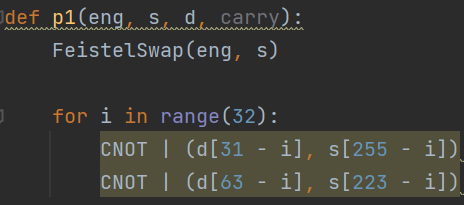 def p1(eng, s, d, carry):
FeistelSwap(eng, s)
for i in range(32):
CNOT | (d[31 - i], s[255 - i])
CNOT | (d[63 - i], s[223 - i])